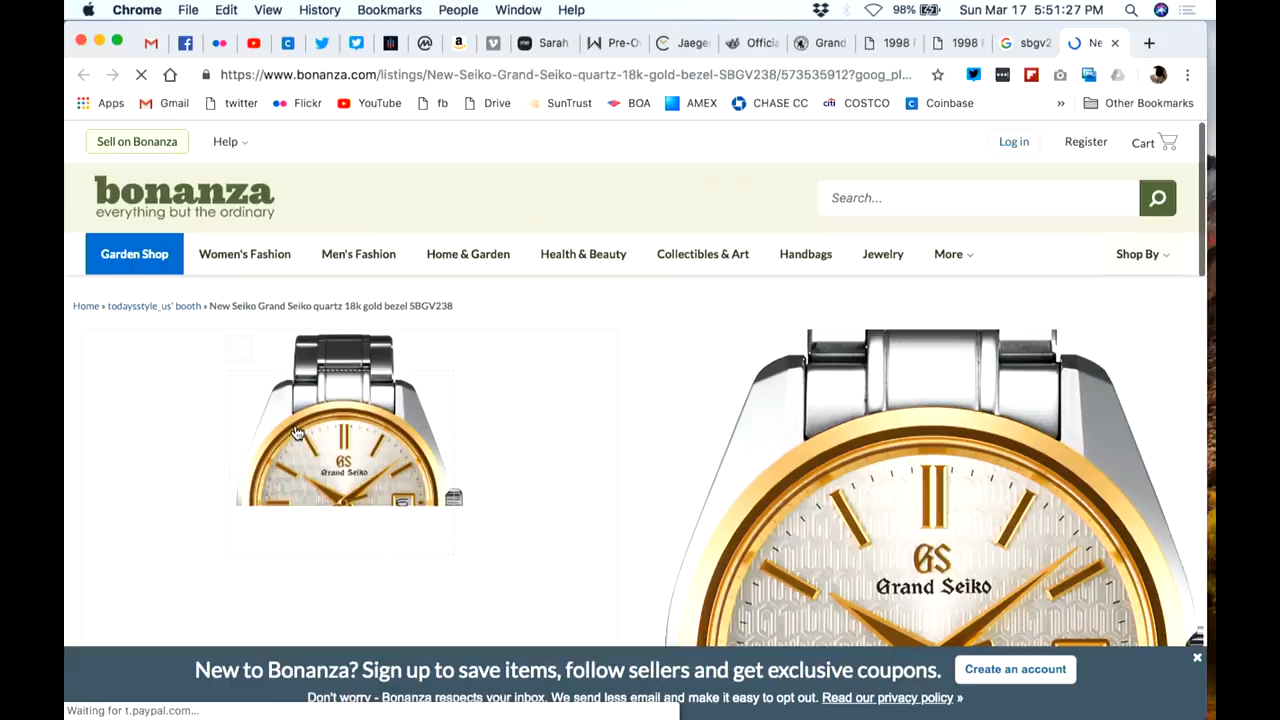 Chrome File Edit View History Bookmarks People Window Help 98% Sun Mar 17 5:51:27 PM
Sarah Pre-O Jaege Officia Grand 1998 1998 sbgv2 Ne
https://www.bonanza.com/listings/New-Seiko-Grand-Seiko-quartz-18k-gold-bezel-SBGV238/573535912?goog_pl...
Apps Gmail twitter Flickr YouTube fb Drive SunTrust BOA AMEX CHASE CC COSTCO Coinbase » Other Bookmarks
Sell on Bonanza Help Log in Register Cart
bonanza
everything but the ordinary
Search...
Garden Shop Women's Fashion Men's Fashion Home & Garden Health & Beauty Collectibles & Art Handbags Jewelry More Shop By
Home » todaysstyle_us' booth » New Seiko Grand Seiko quartz 18k gold bezel SBGV238
GS
Grand Seiko
6
GS
Grand Seiko
New to Bonanza? Sign up to save items, follow sellers and get exclusive coupons. Create an account
Don't worry - Bonanza respects your inbox. We send less email and make it easy to opt out. Read our privacy policy »
Waiting for t.paypal.com...